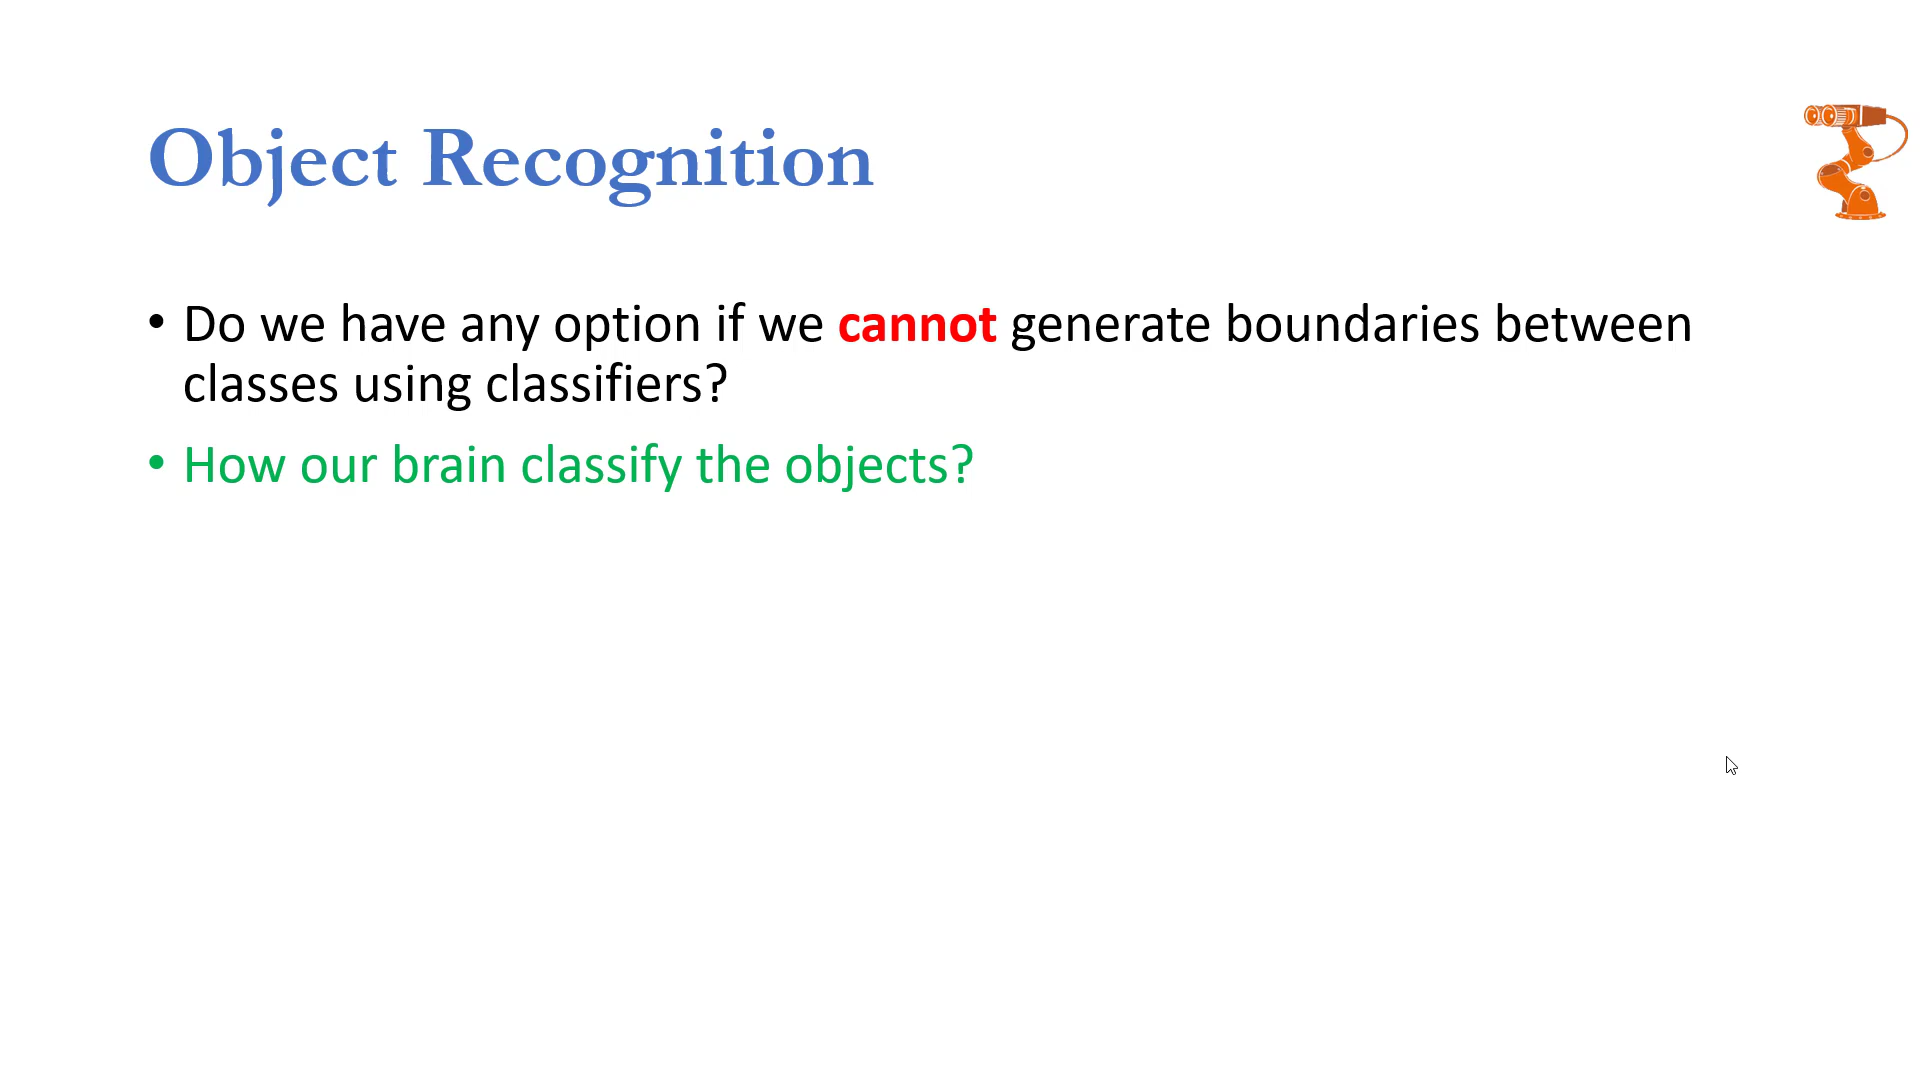 Object Recognition
• Do we have any option if we cannot generate boundaries between
classes using classifiers?
• How our brain classify the objects?